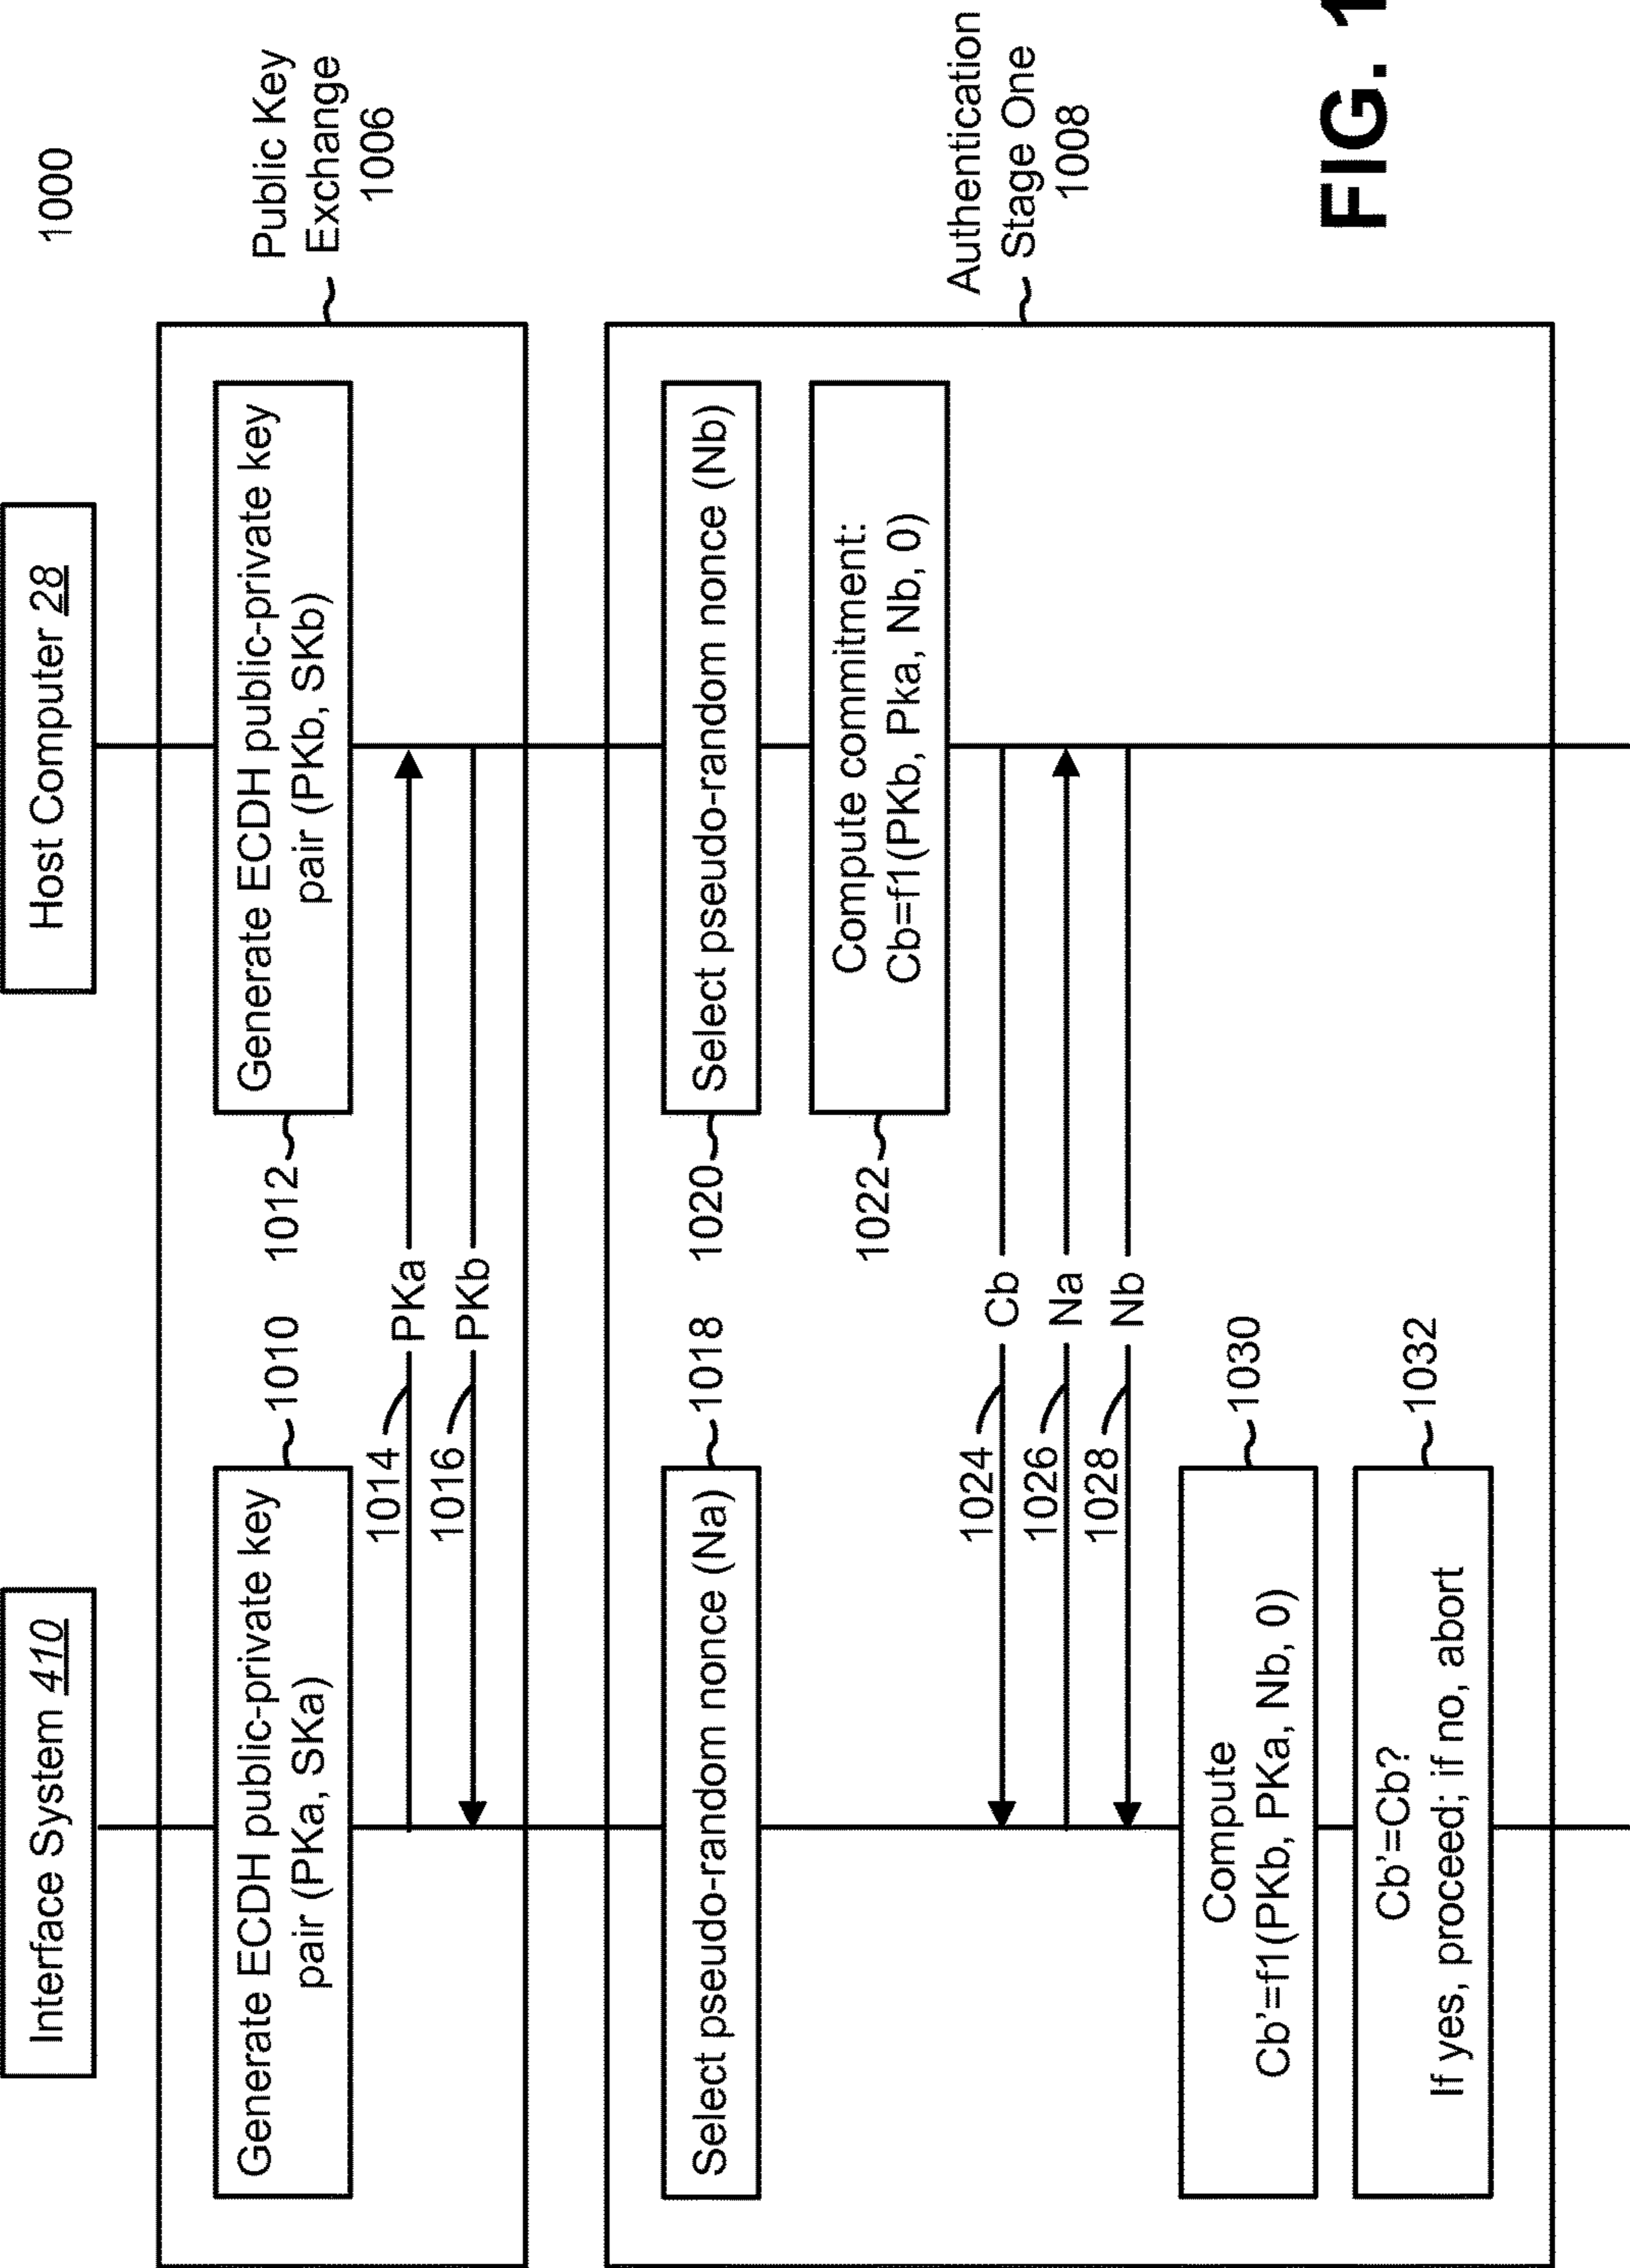 1000
Interface System 410
Host Computer 28
Public Key
Exchange
1006
Generate ECDH public-private key
pair (PKa, SKa)
1010
1012
Generate ECDH public-private key
pair (PKb, SKb)
1014
PKa
1016
PKb
Authentication
Stage One
1008
Select pseudo-random nonce (Na)
1018
1020
Select pseudo-random nonce (Nb)
1022
Compute commitment:
Cb=f1(PKb, Pka, Nb, 0)
1024
Cb
1026
Na
1028
Nb
Compute
Cb'=f1(PKb, PKa, Nb, 0)
1030
Cb'=Cb?
If yes, proceed; if no, abort
1032
FIG. 1